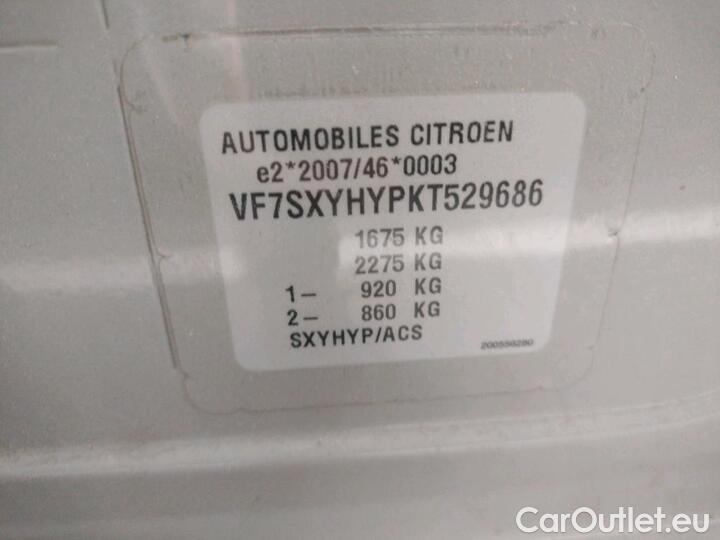 AUTOMOBILES CITROEN
e2*2007/46*0003
VF7SXYHYPKT529686
1675 KG
2275 KG
1– 920 KG
2– 860 KG
SXYHYP/ACS
CarOutlet.eu